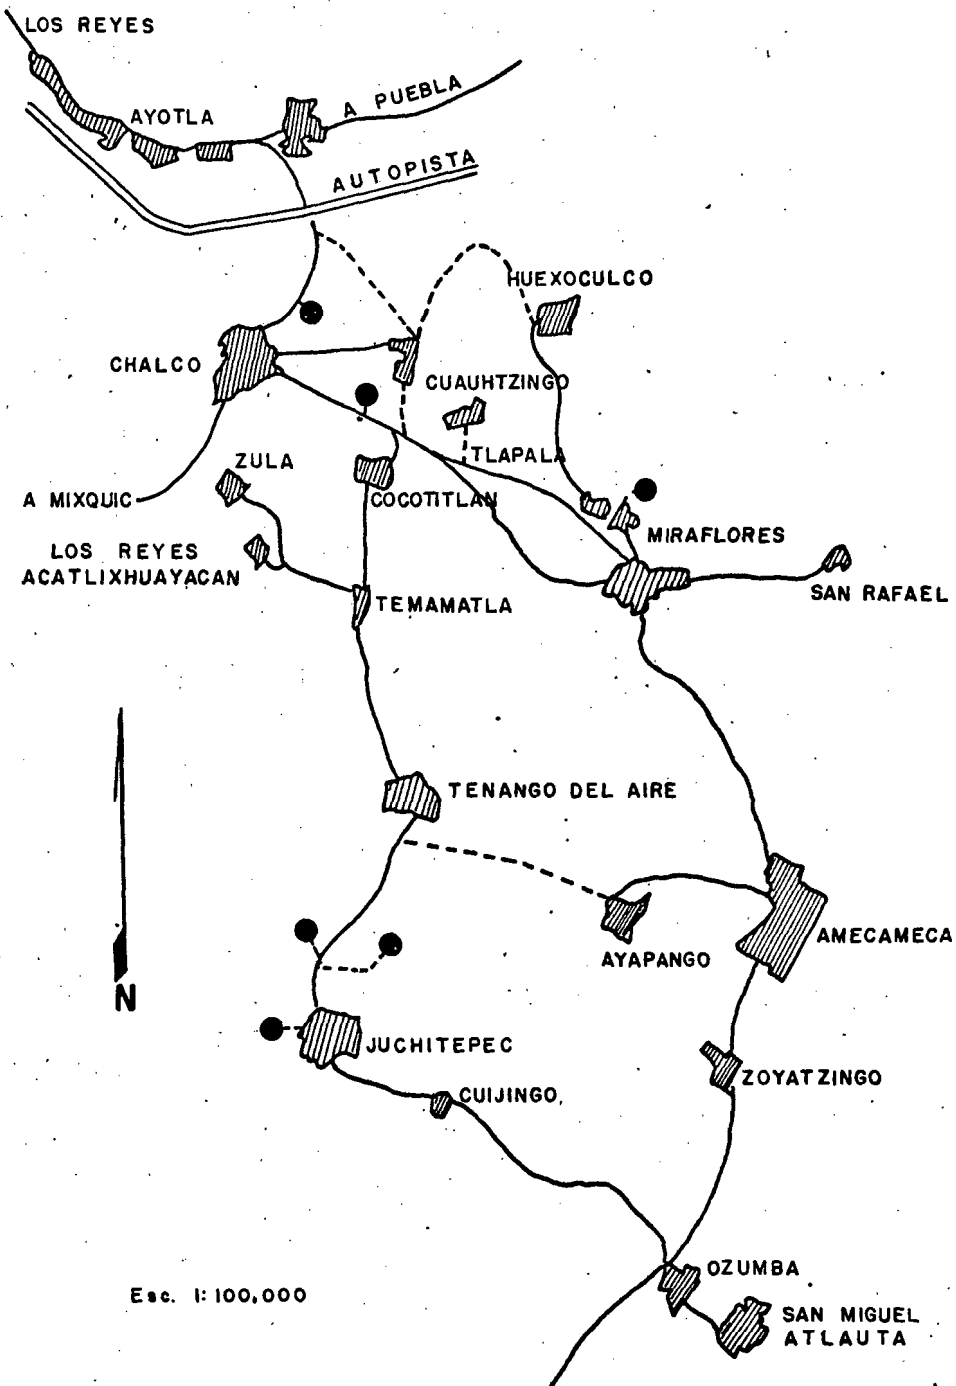 LOS REYES
AYOTLA
A PUEBLA
AUTOPISTA
HUEXOCULCO
CHALCO
CUAUHTZINGO
TLAPALA
ZULA
A MIXQUIC
COCOTITLAN
MIRAFLORES
LOS REYES
ACATLIXHUAYACAN
SAN RAFAEL
TEMAMATLA
TENANGO DEL AIRE
AMECAMECA
AYAPANGO
N
JUCHITEPEC
ZOYATZINGO
CUIJINGO,
OZUMBA
Esc. 1:100,000
SAN MIGUEL
ATLAUTA